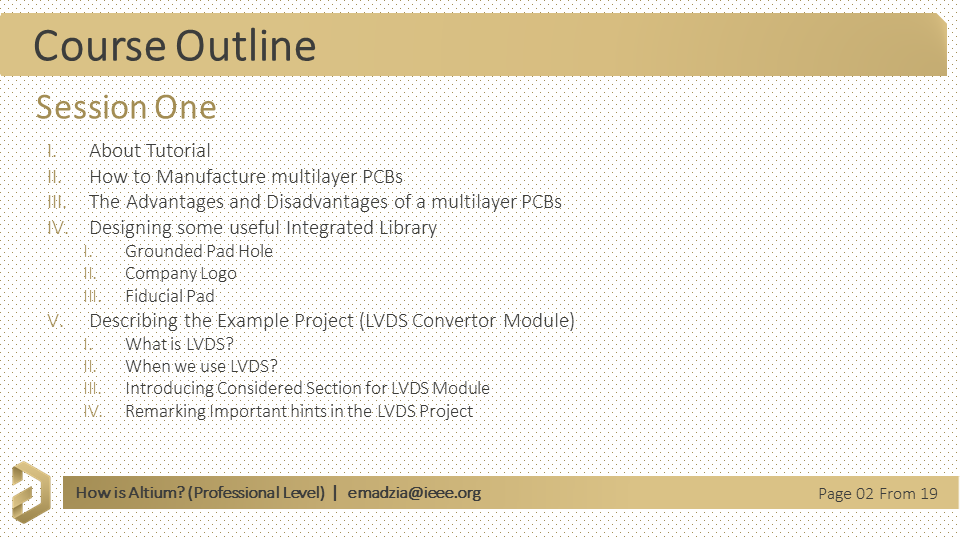 Course Outline
Session One
I. About Tutorial
II. How to Manufacture multilayer PCBs
III. The Advantages and Disadvantages of a multilayer PCBs
IV. Designing some useful Integrated Library
I. Grounded Pad Hole
II. Company Logo
III. Fiducial Pad
V. Describing the Example Project (LVDS Convertor Module)
I. What is LVDS?
II. When we use LVDS?
III. Introducing Considered Section for LVDS Module
IV. Remarking Important hints in the LVDS Project
How is Altium? (Professional Level) | emadzia@ieee.org
Page 02 From 19